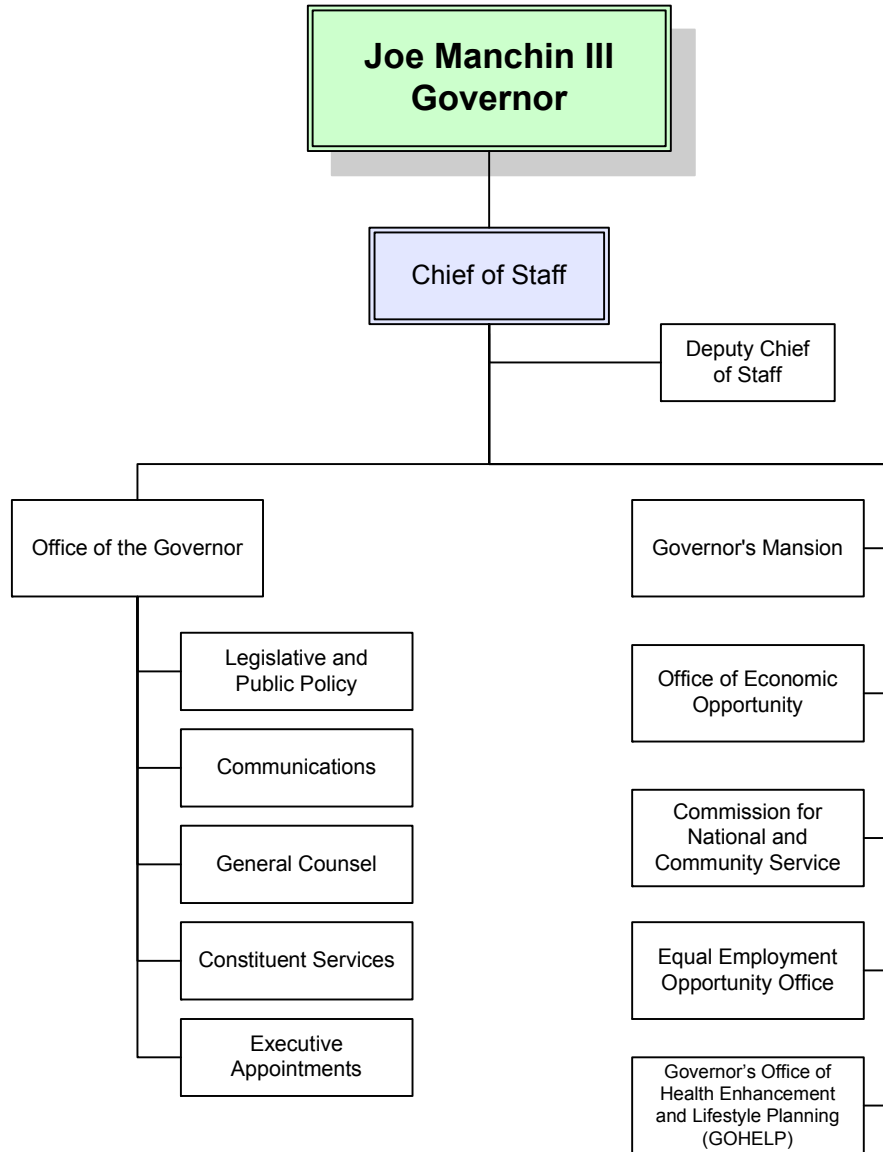 Joe Manchin III
Governor
Chief of Staff
Deputy Chief
of Staff
Office of the Governor
Legislative and
Public Policy
Communications
General Counsel
Constituent Services
Executive
Appointments
Governor's Mansion
Office of Economic
Opportunity
Commission for
National and
Community Service
Equal Employment
Opportunity Office
Governor’s Office of
Health Enhancement
and Lifestyle Planning
(GOHELP)